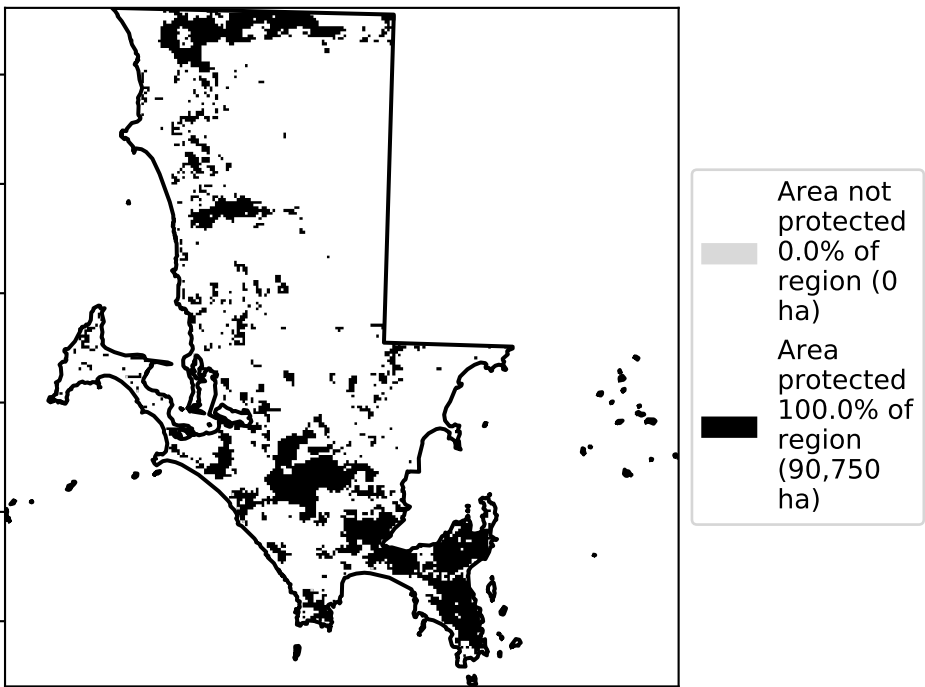 Area not
protected
0.0% of
region (0
ha)
Area
protected
100.0% of
region
(90,750
ha)